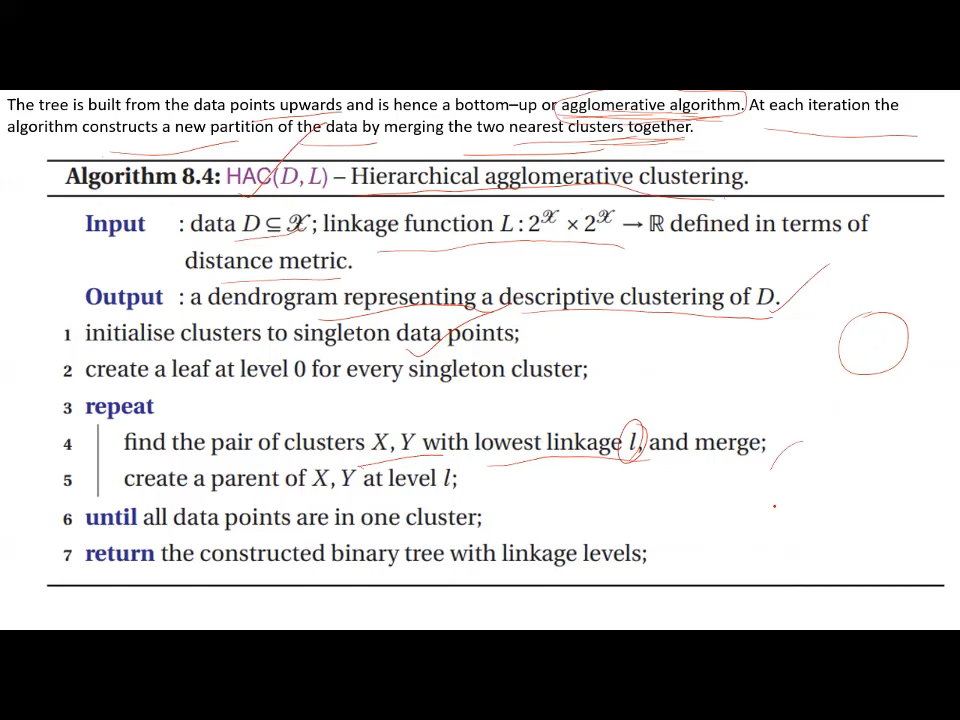 The tree is built from the data points upwards and is hence a bottom–up or agglomerative algorithm. At each iteration the
algorithm constructs a new partition of the data by merging the two nearest clusters together.
Algorithm 8.4: HAC(D, L) – Hierarchical agglomerative clustering.
Input : data D ⊆ 𝒳; linkage function L : 2^𝒳 × 2^𝒳 → ℝ defined in terms of
distance metric.
Output : a dendrogram representing a descriptive clustering of D.
1 initialise clusters to singleton data points;
2 create a leaf at level 0 for every singleton cluster;
3 repeat
4 find the pair of clusters X, Y with lowest linkage l, and merge;
5 create a parent of X, Y at level l;
6 until all data points are in one cluster;
7 return the constructed binary tree with linkage levels;